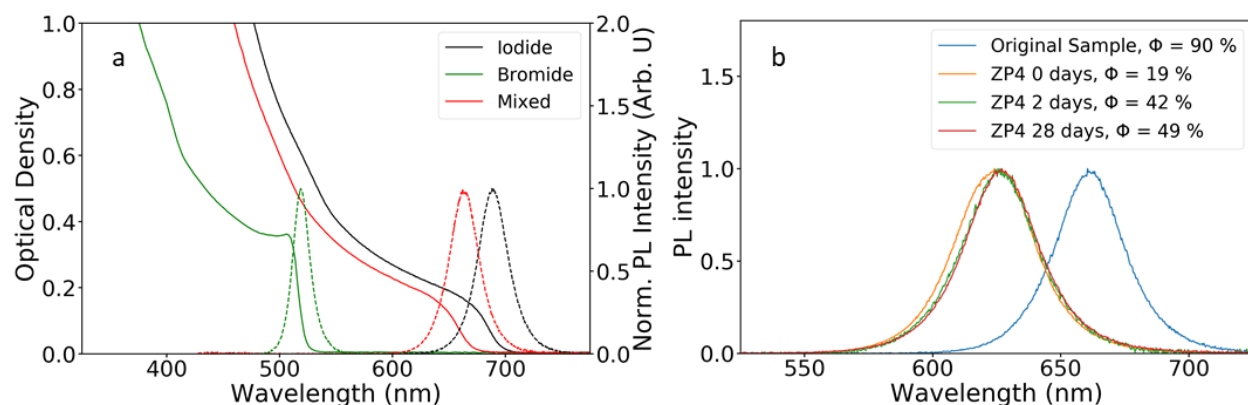 a
Iodide
Bromide
Mixed
Optical Density
1.0
0.8
0.6
0.4
0.2
0.0
400
500
600
700
Wavelength (nm)
2.0
1.5
1.0
0.5
0.0
Norm. PL Intensity (Arb. U)
b
Original Sample, Φ = 90 %
ZP4 0 days, Φ = 19 %
ZP4 2 days, Φ = 42 %
ZP4 28 days, Φ = 49 %
PL intensity
1.5
1.0
0.5
0.0
550
600
650
700
Wavelength (nm)